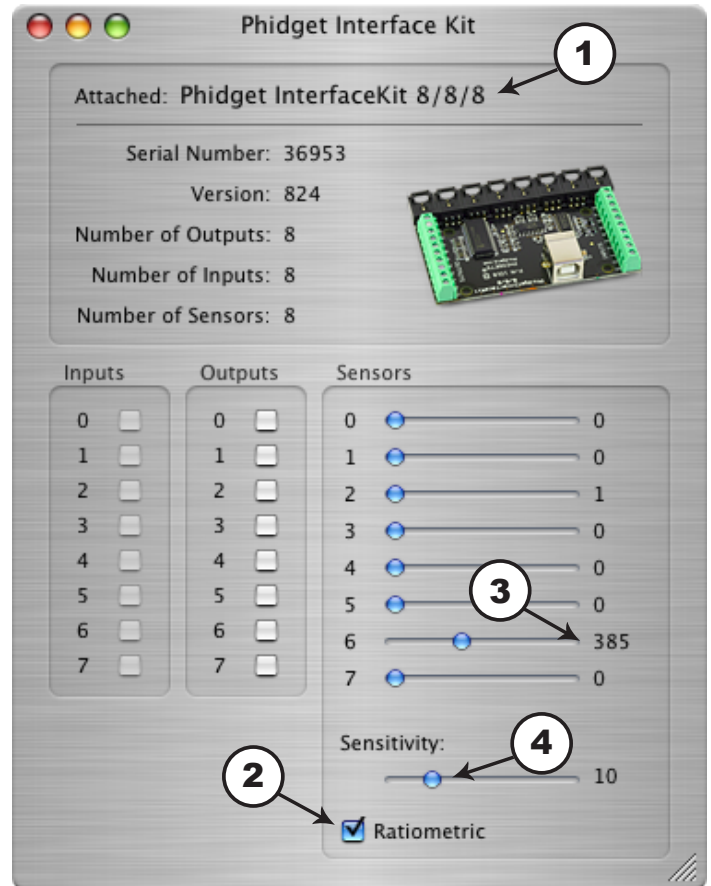 Phidget Interface Kit
1
Attached: Phidget InterfaceKit 8/8/8
Serial Number: 36953
Version: 824
Number of Outputs: 8
Number of Inputs: 8
Number of Sensors: 8
Inputs
0
1
2
3
4
5
6
7
Outputs
0
1
2
3
4
5
6
7
Sensors
0 0
1 0
2 1
3 0
4 0
5 0
3
6 385
7 0
Sensitivity:
4
10
2
Ratiometric